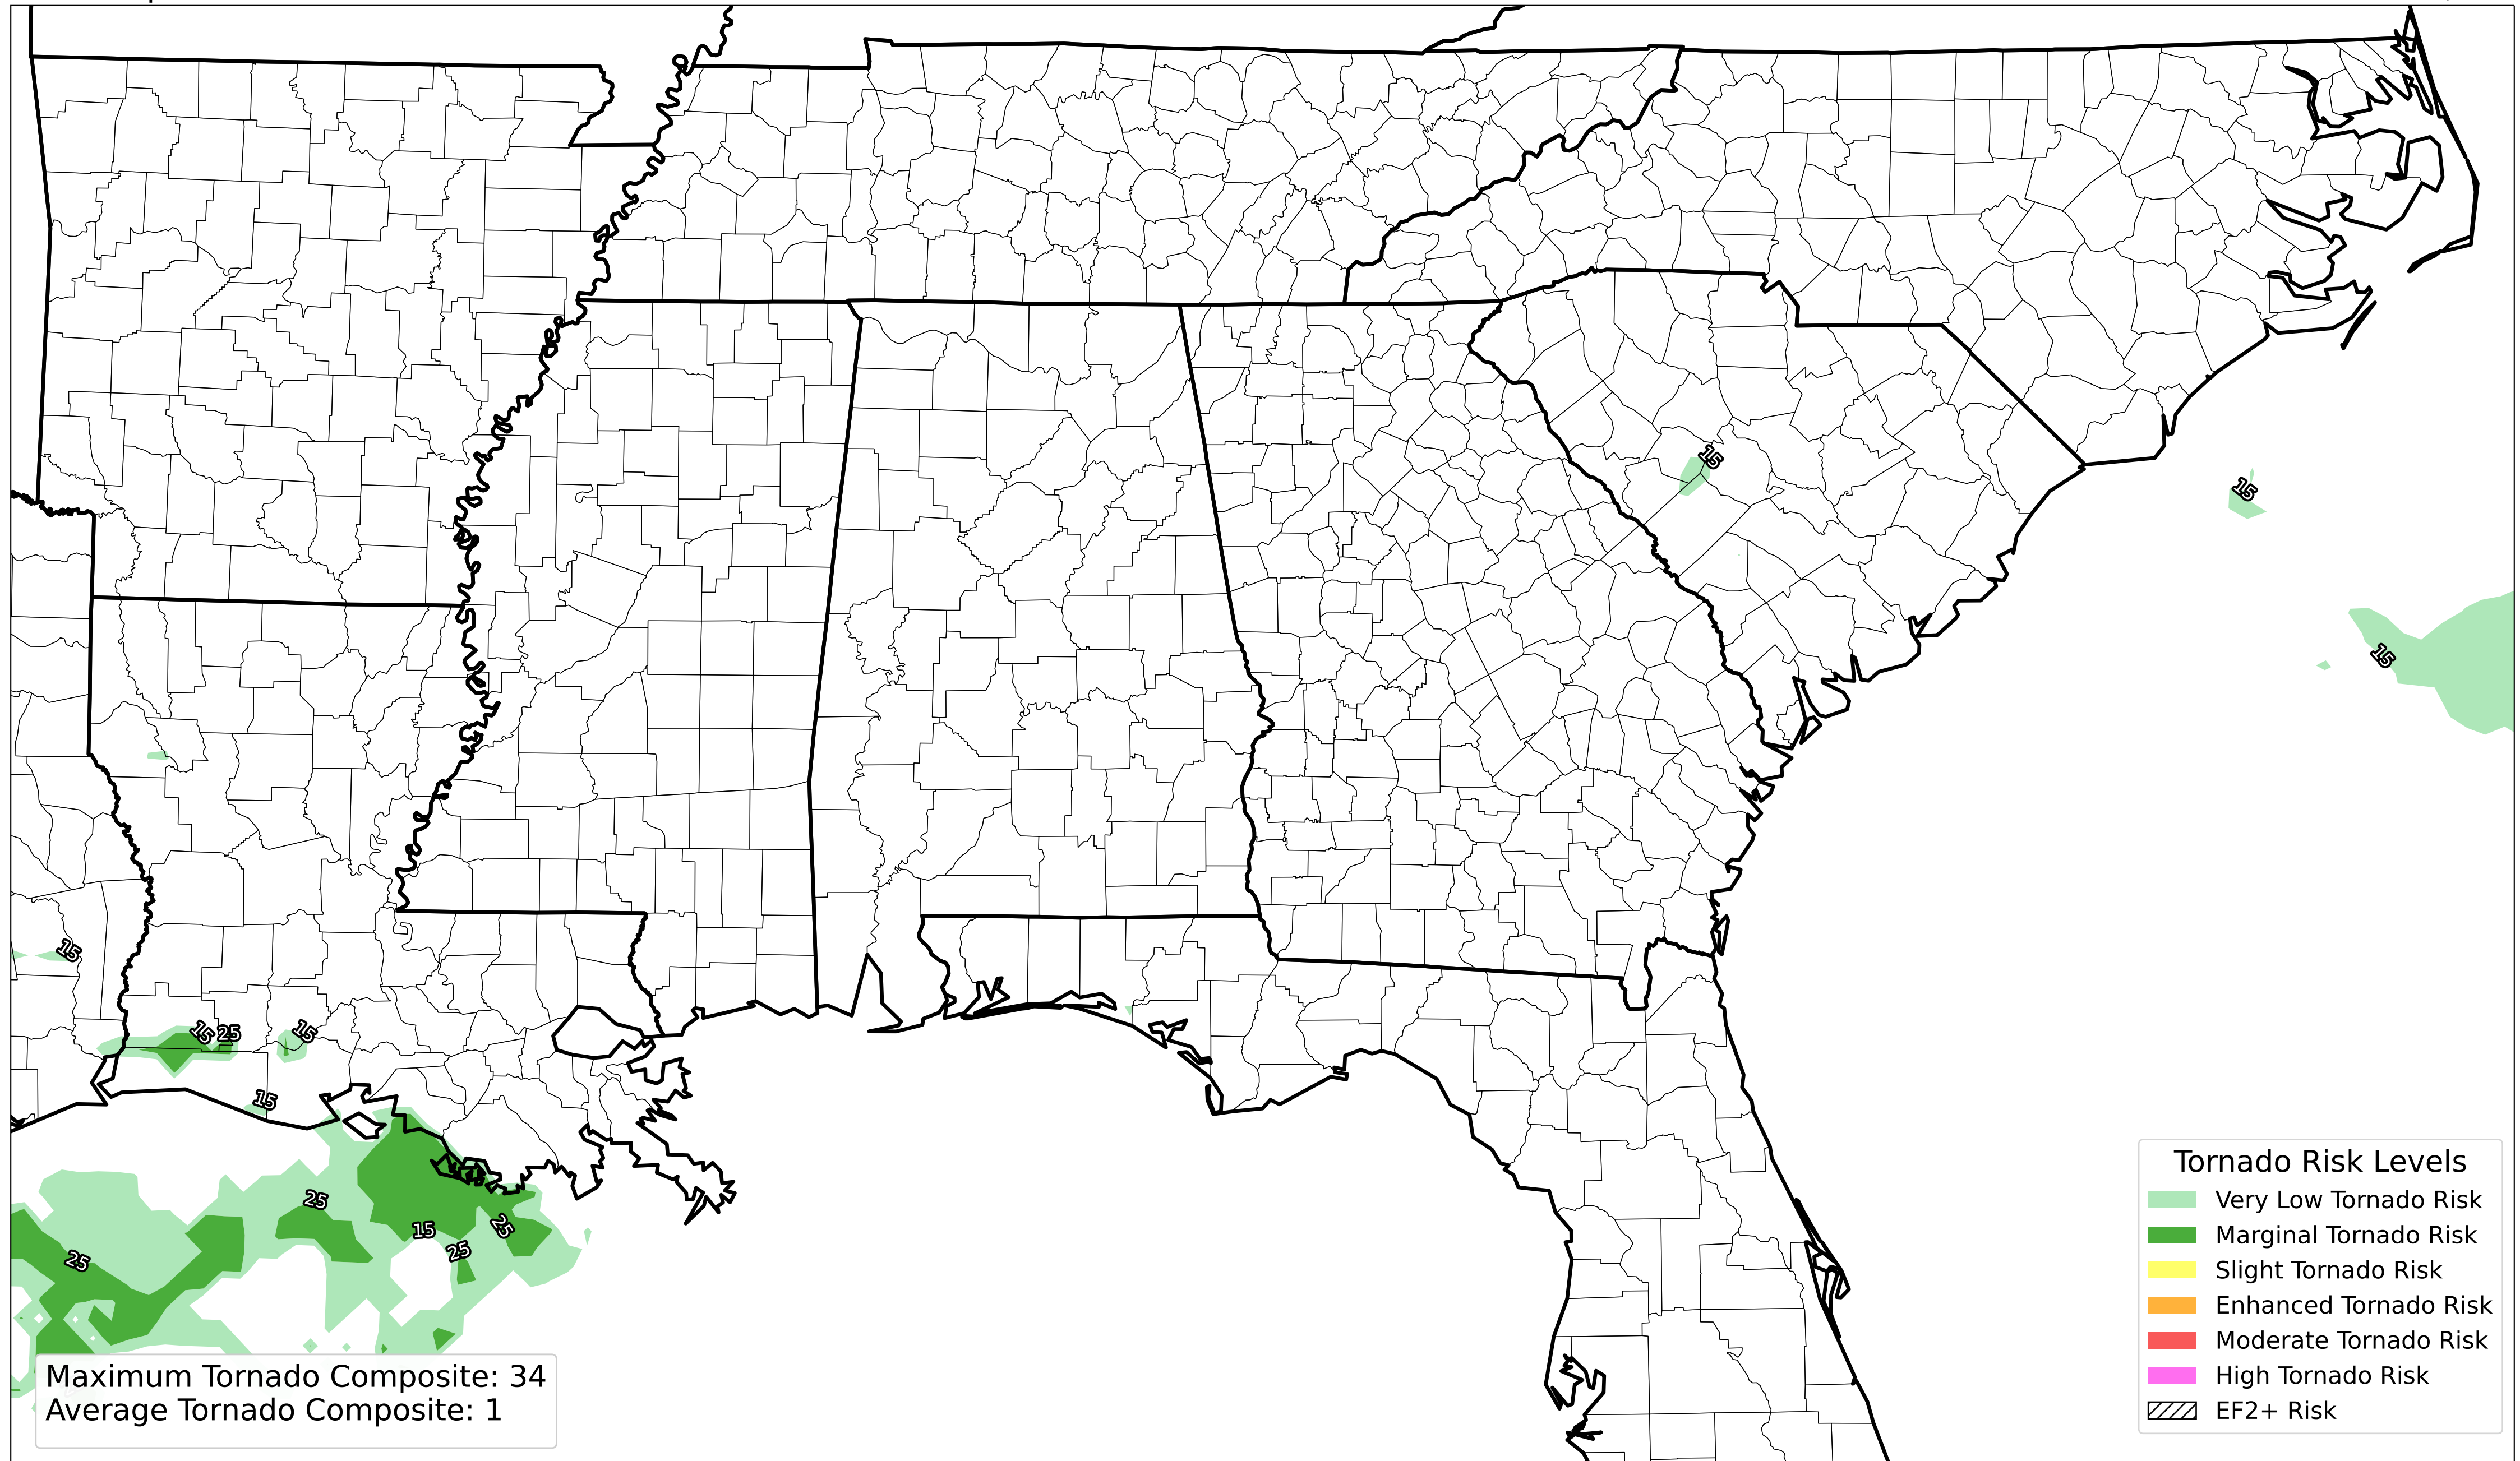 15
15
15
15
15 25 15
15
25
15 25
25
25
Maximum Tornado Composite: 34
Average Tornado Composite: 1
Tornado Risk Levels
Very Low Tornado Risk
Marginal Tornado Risk
Slight Tornado Risk
Enhanced Tornado Risk
Moderate Tornado Risk
High Tornado Risk
EF2+ Risk